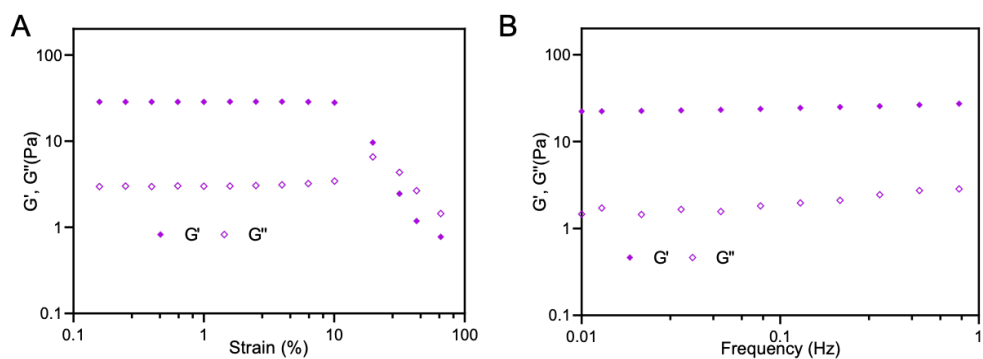 A
100
10
1
0.1
G', G"(Pa)
G' G"
0.1 1 10 100
Strain (%)
B
100
10
1
0.1
G', G"(Pa)
G' G"
0.01 0.1 1
Frequency (Hz)